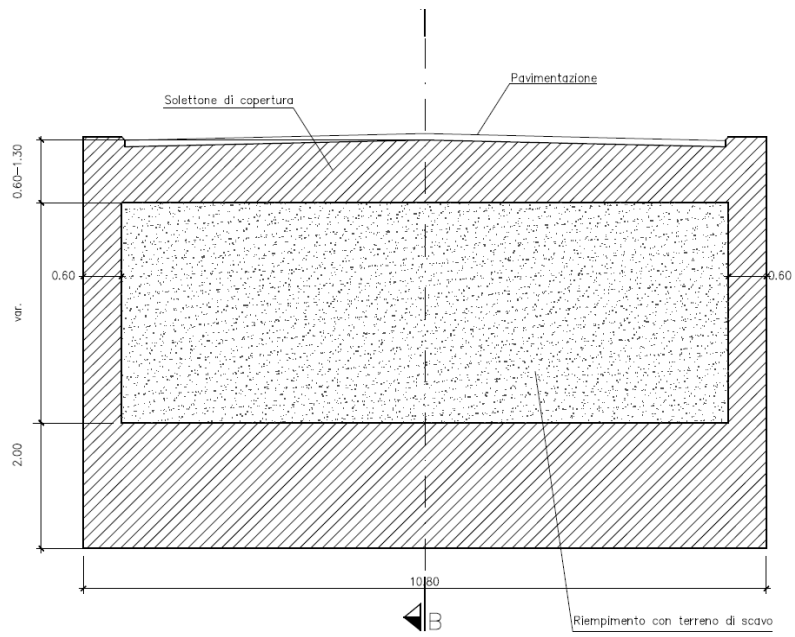 Pavimentazione
Solettone di copertura
0.60-1.30
0.60
0.60
var.
2.00
10.80
B
Riempimento con terreno di scavo